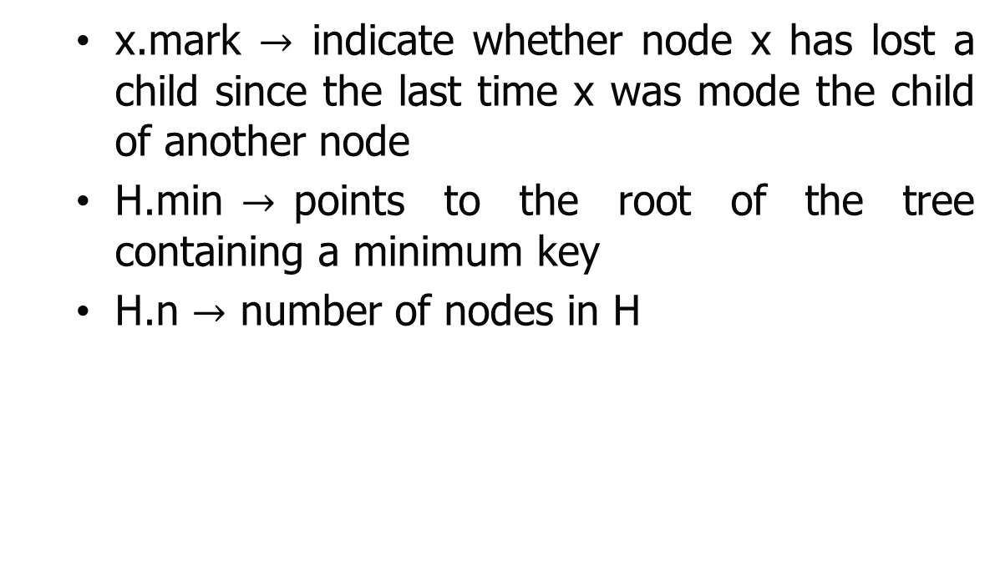 • x.mark → indicate whether node x has lost a
child since the last time x was mode the child
of another node
• H.min → points to the root of the tree
containing a minimum key
• H.n → number of nodes in H